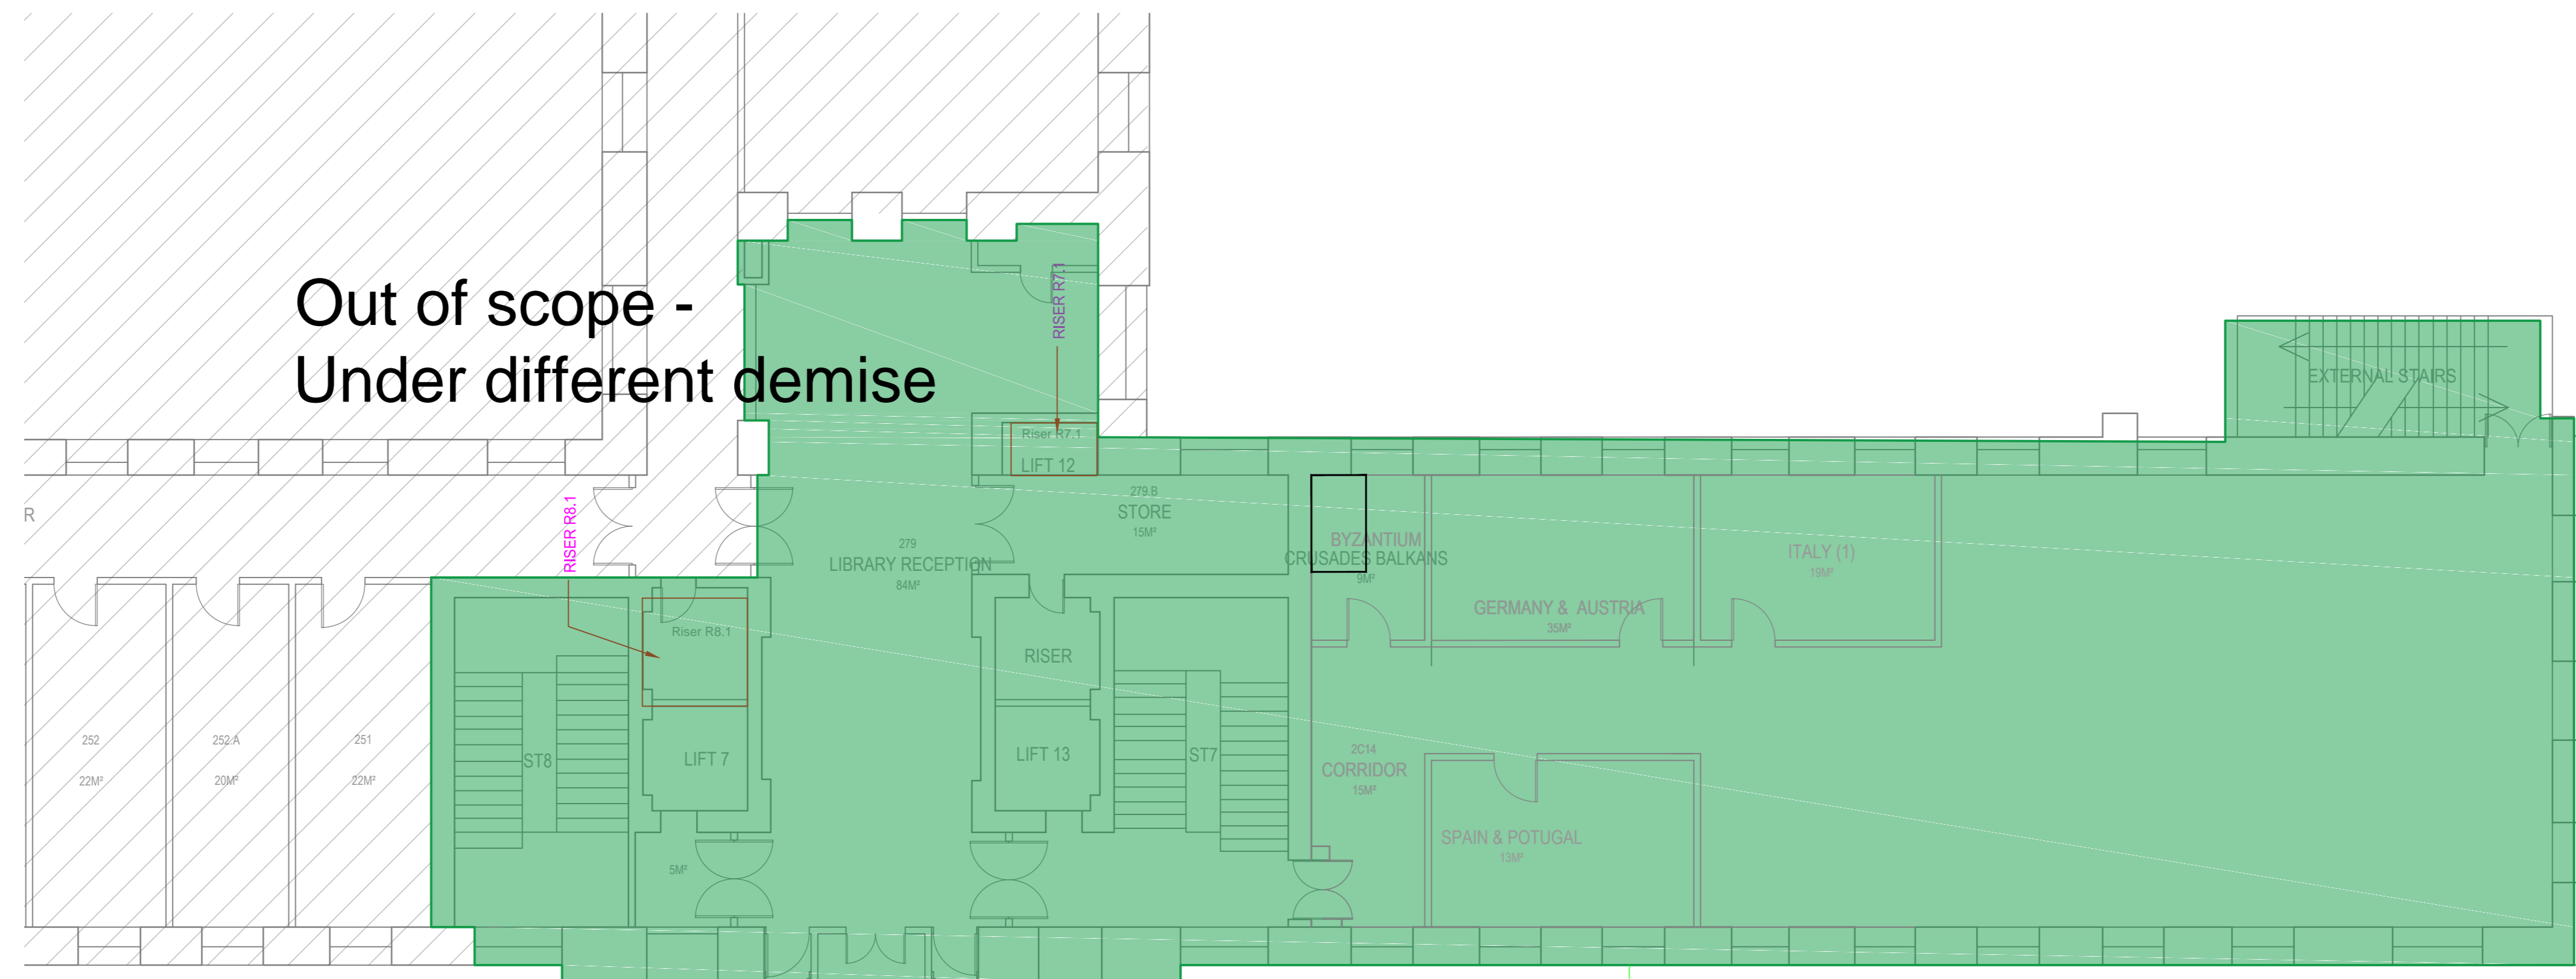 Out of scope -
Under different demise
RISER R7.1
Riser R7.1
LIFT 12
EXTERNAL STAIRS
R
RISER R8.1
279
LIBRARY RECEPTION
84M²
279.B
STORE
15M²
BYZANTIUM
CRUSADES BALKANS
9M²
GERMANY & AUSTRIA
35M²
ITALY (1)
19M²
Riser R8.1
RISER
252
22M²
252.A
20M²
251
22M²
ST8
LIFT 7
LIFT 13
ST7
2C14
CORRIDOR
15M²
5M²
SPAIN & POTUGAL
13M²